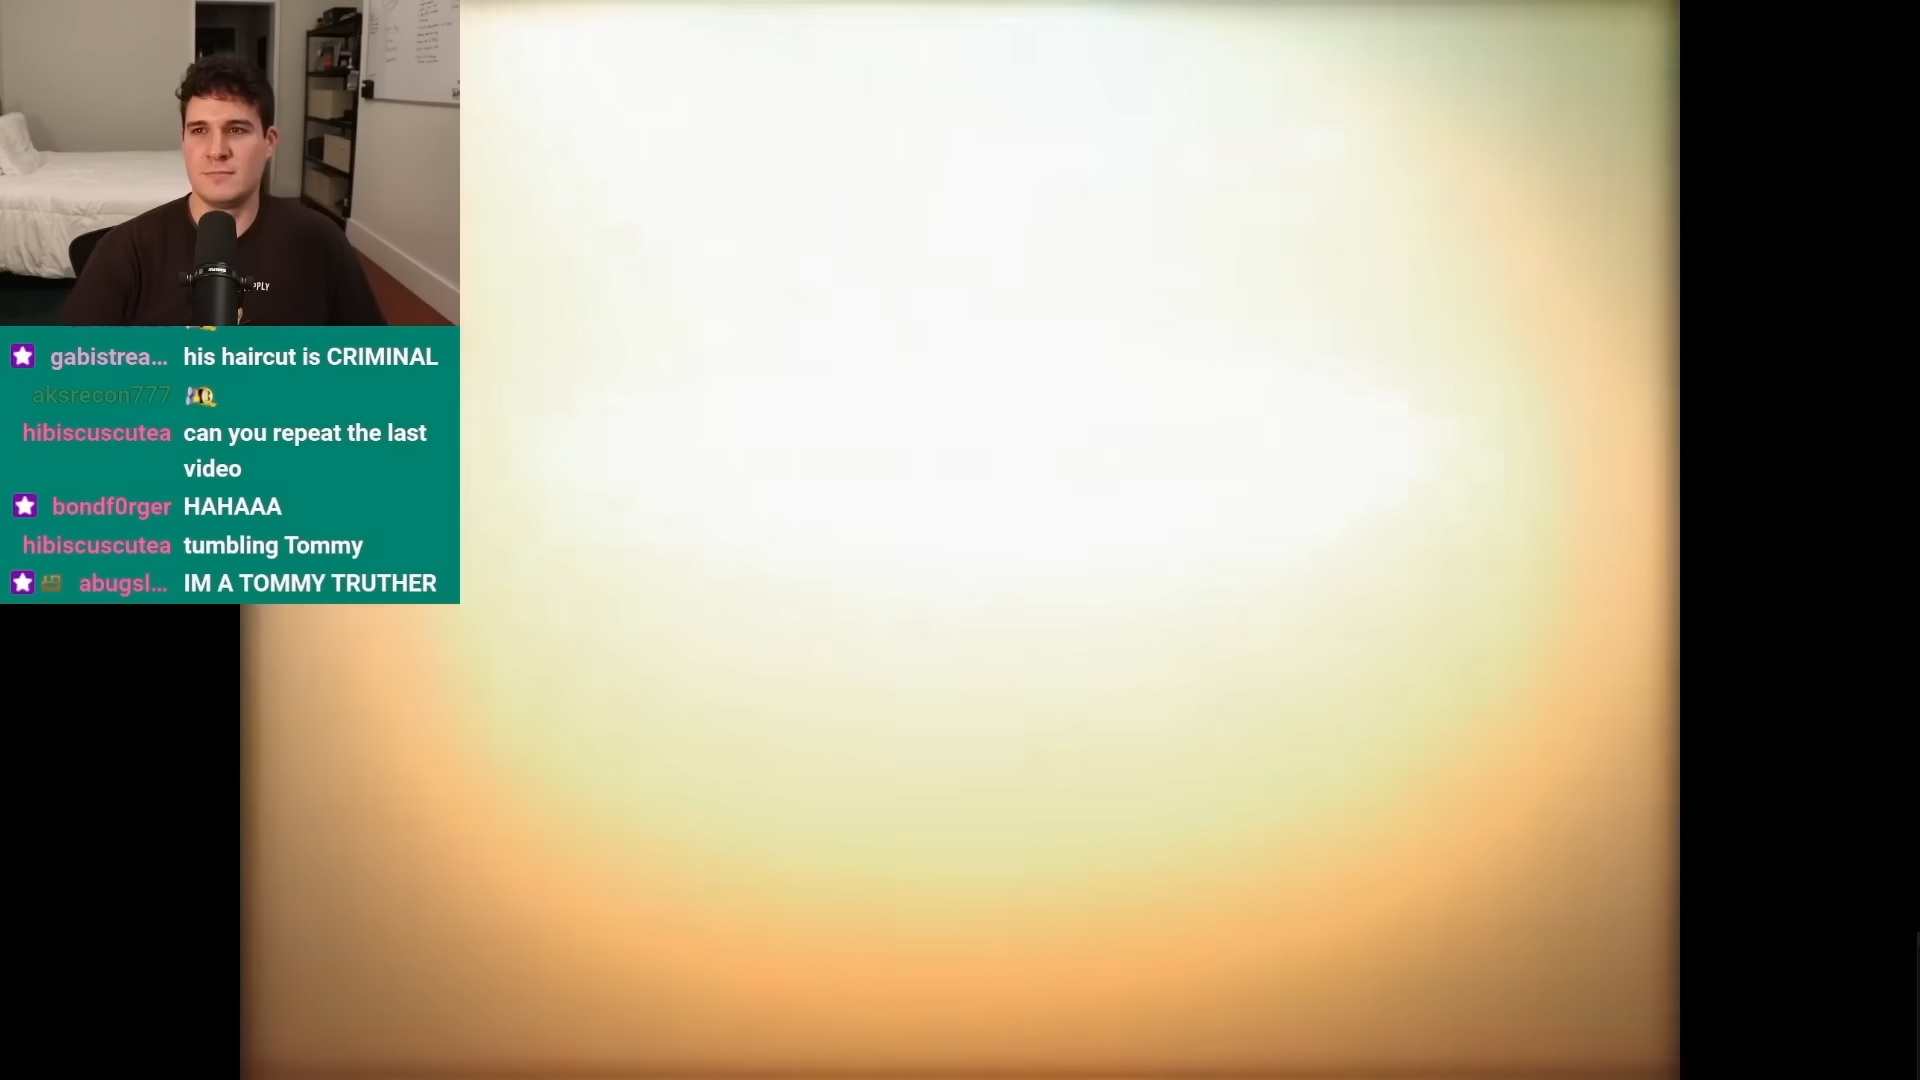 PPLY
gabistrea... his haircut is CRIMINAL
aksrecon777
hibiscuscutea can you repeat the last
video
bondf0rger HAHAAA
hibiscuscutea tumbling Tommy
abugsl... IM A TOMMY TRUTHER